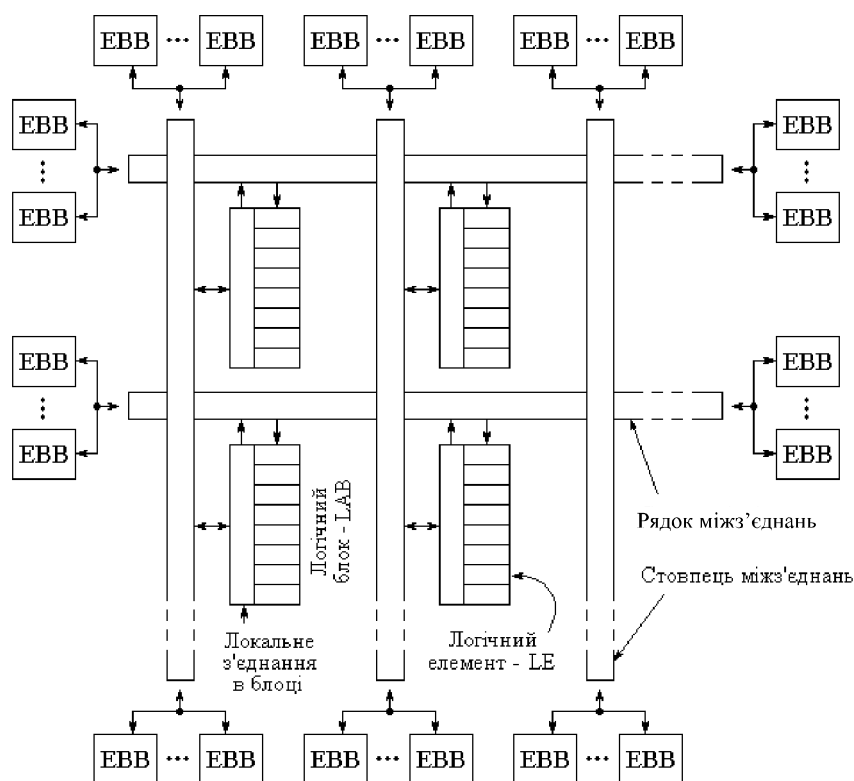 ЕВВ ··· ЕВВ ЕВВ ··· ЕВВ ЕВВ ··· ЕВВ
ЕВВ ЕВВ
ЕВВ ЕВВ
ЕВВ ЕВВ
ЕВВ ЕВВ
Логічний
блок - LAB
Рядок міжз’єднань
Стовпець міжз'єднань
Локальне
з'єднання
в блоці
Логічний
елемент - LE
ЕВВ ··· ЕВВ ЕВВ ··· ЕВВ ЕВВ ··· ЕВВ